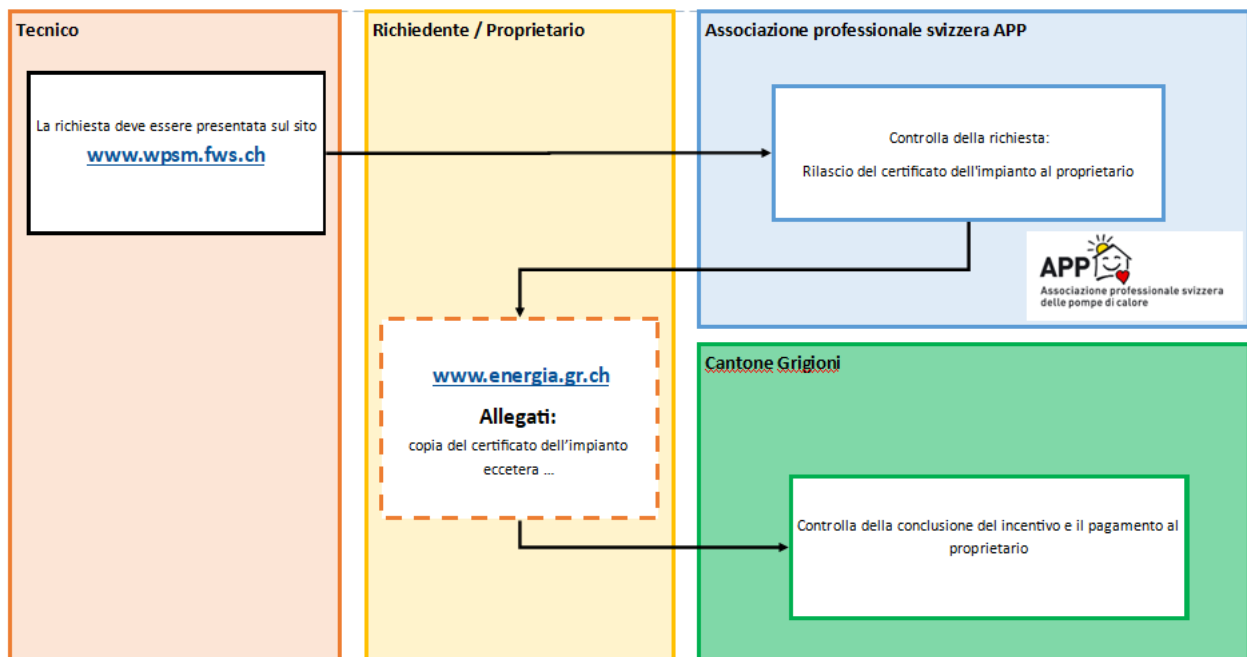 Tecnico
La richiesta deve essere presentata sul sito
www.wpsm.fws.ch
Richiedente / Proprietario
www.energia.gr.ch
Allegati:
copia del certificato dell'impianto
eccetera ...
Associazione professionale svizzera APP
Controlla della richiesta:
Rilascio del certificato dell'impianto al proprietario
APP
Associazione professionale svizzera
delle pompe di calore
Cantone Grigioni
Controlla della conclusione del incentivo e il pagamento al
proprietario